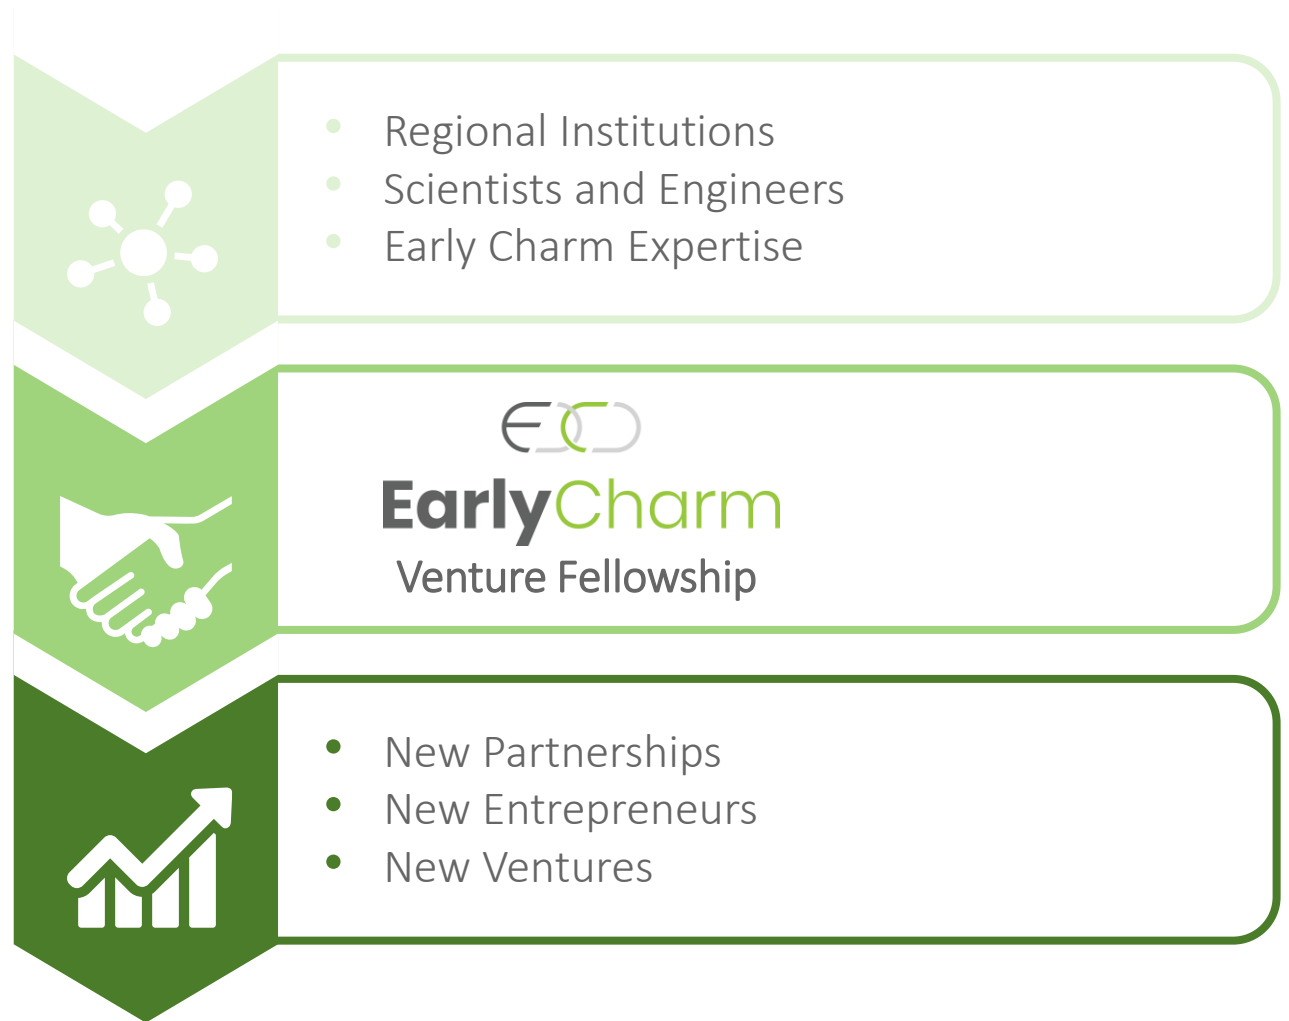 • Regional Institutions
• Scientists and Engineers
• Early Charm Expertise
EarlyCharm
Venture Fellowship
• New Partnerships
• New Entrepreneurs
• New Ventures